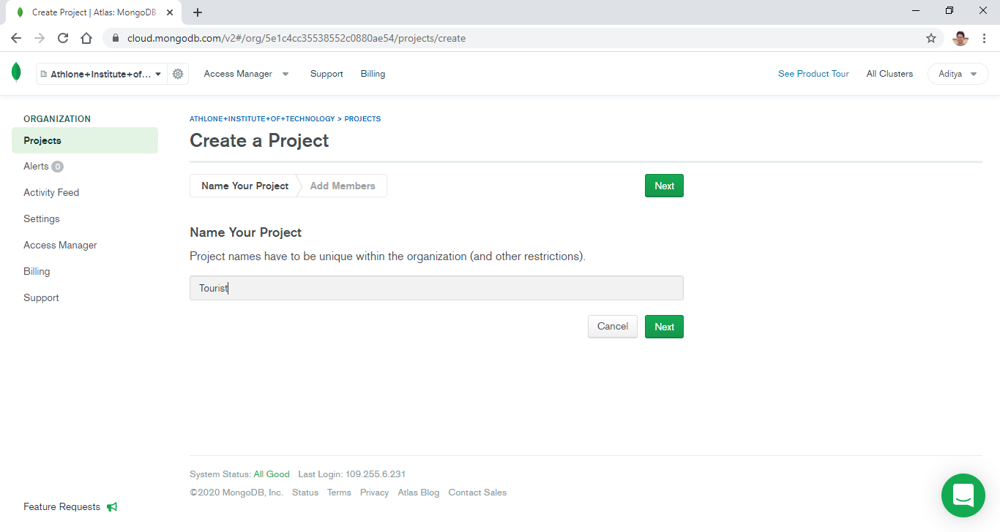 Create Project | Atlas: MongoDB
cloud.mongodb.com/v2#/org/5e1c4cc35538552c0880ae54/projects/create
Athlone+Institute+of... Access Manager Support Billing See Product Tour All Clusters Aditya
ORGANIZATION
Projects
Alerts 0
Activity Feed
Settings
Access Manager
Billing
Support
Feature Requests
ATHLONE+INSTITUTE+OF+TECHNOLOGY > PROJECTS
Create a Project
Name Your Project Add Members Next
Name Your Project
Project names have to be unique within the organization (and other restrictions).
Tourist
Cancel Next
System Status: All Good Last Login: 109.255.6.231
©2020 MongoDB, Inc. Status Terms Privacy Atlas Blog Contact Sales